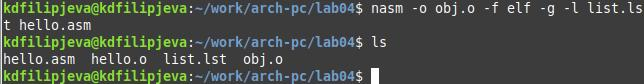 kdfilipjeva@kdfilipjeva:~/work/arch-pc/lab04$ nasm -o obj.o -f elf -g -l list.ls
t hello.asm
kdfilipjeva@kdfilipjeva:~/work/arch-pc/lab04$ ls
hello.asm  hello.o  list.lst  obj.o
kdfilipjeva@kdfilipjeva:~/work/arch-pc/lab04$